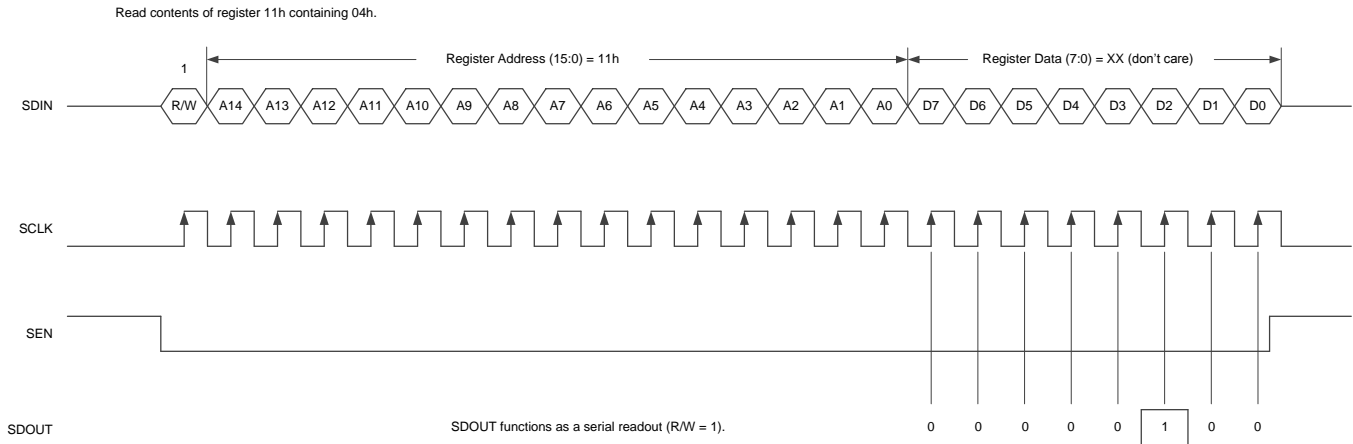 Read contents of register 11h containing 04h.
1 Register Address (15:0) = 11h Register Data (7:0) = XX (don't care)
SDIN R/W A14 A13 A12 A11 A10 A9 A8 A7 A6 A5 A4 A3 A2 A1 A0 D7 D6 D5 D4 D3 D2 D1 D0
SCLK
SEN
SDOUT SDOUT functions as a serial readout (R/W = 1). 0 0 0 0 0 1 0 0